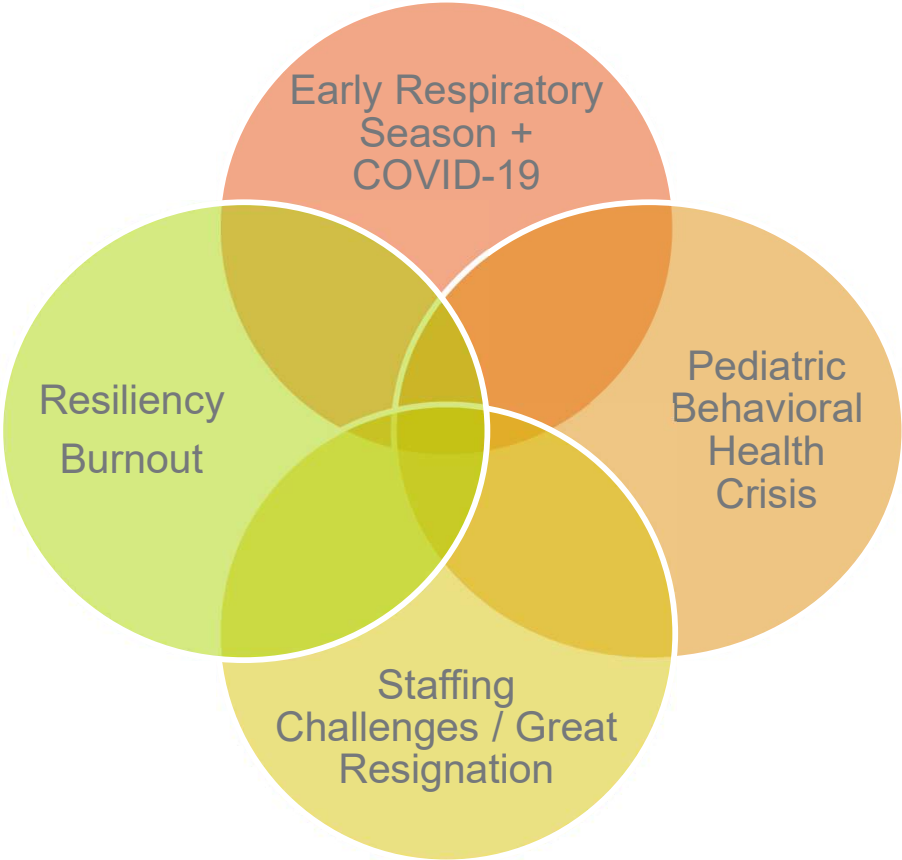 Early Respiratory
Season +
COVID-19
Resiliency
Burnout
Pediatric
Behavioral
Health
Crisis
Staffing
Challenges / Great
Resignation